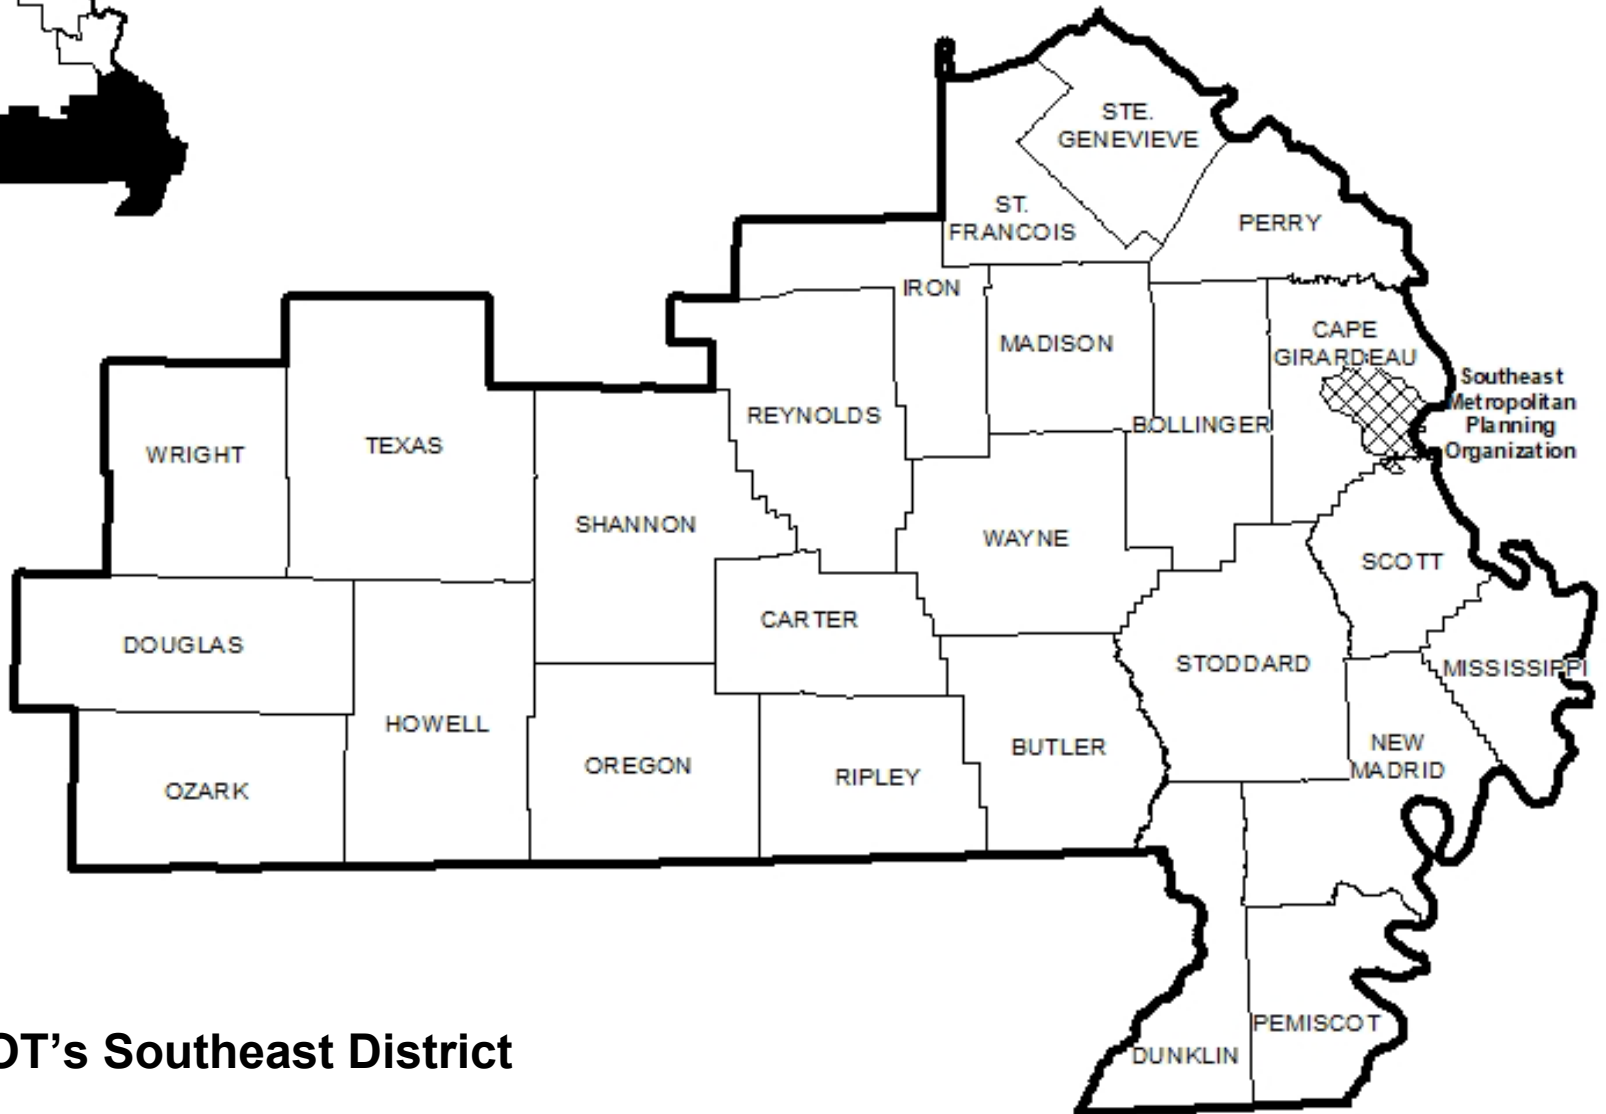 STE.
GENEVIEVE
ST.
FRANCOIS
PERRY
IRON
MADISON
CAPE
GIRARDEAU
Southeast
Metropolitan
Planning
Organization
REYNOLDS
BOLLINGER
WRIGHT
TEXAS
SHANNON
WAYNE
SCOTT
CARTER
DOUGLAS
STODDARD
MISSISSIPPI
HOWELL
NEW
MADRID
BUTLER
OREGON
RIPLEY
OZARK
PEMISCOT
DUNKLIN
OT’s Southeast District